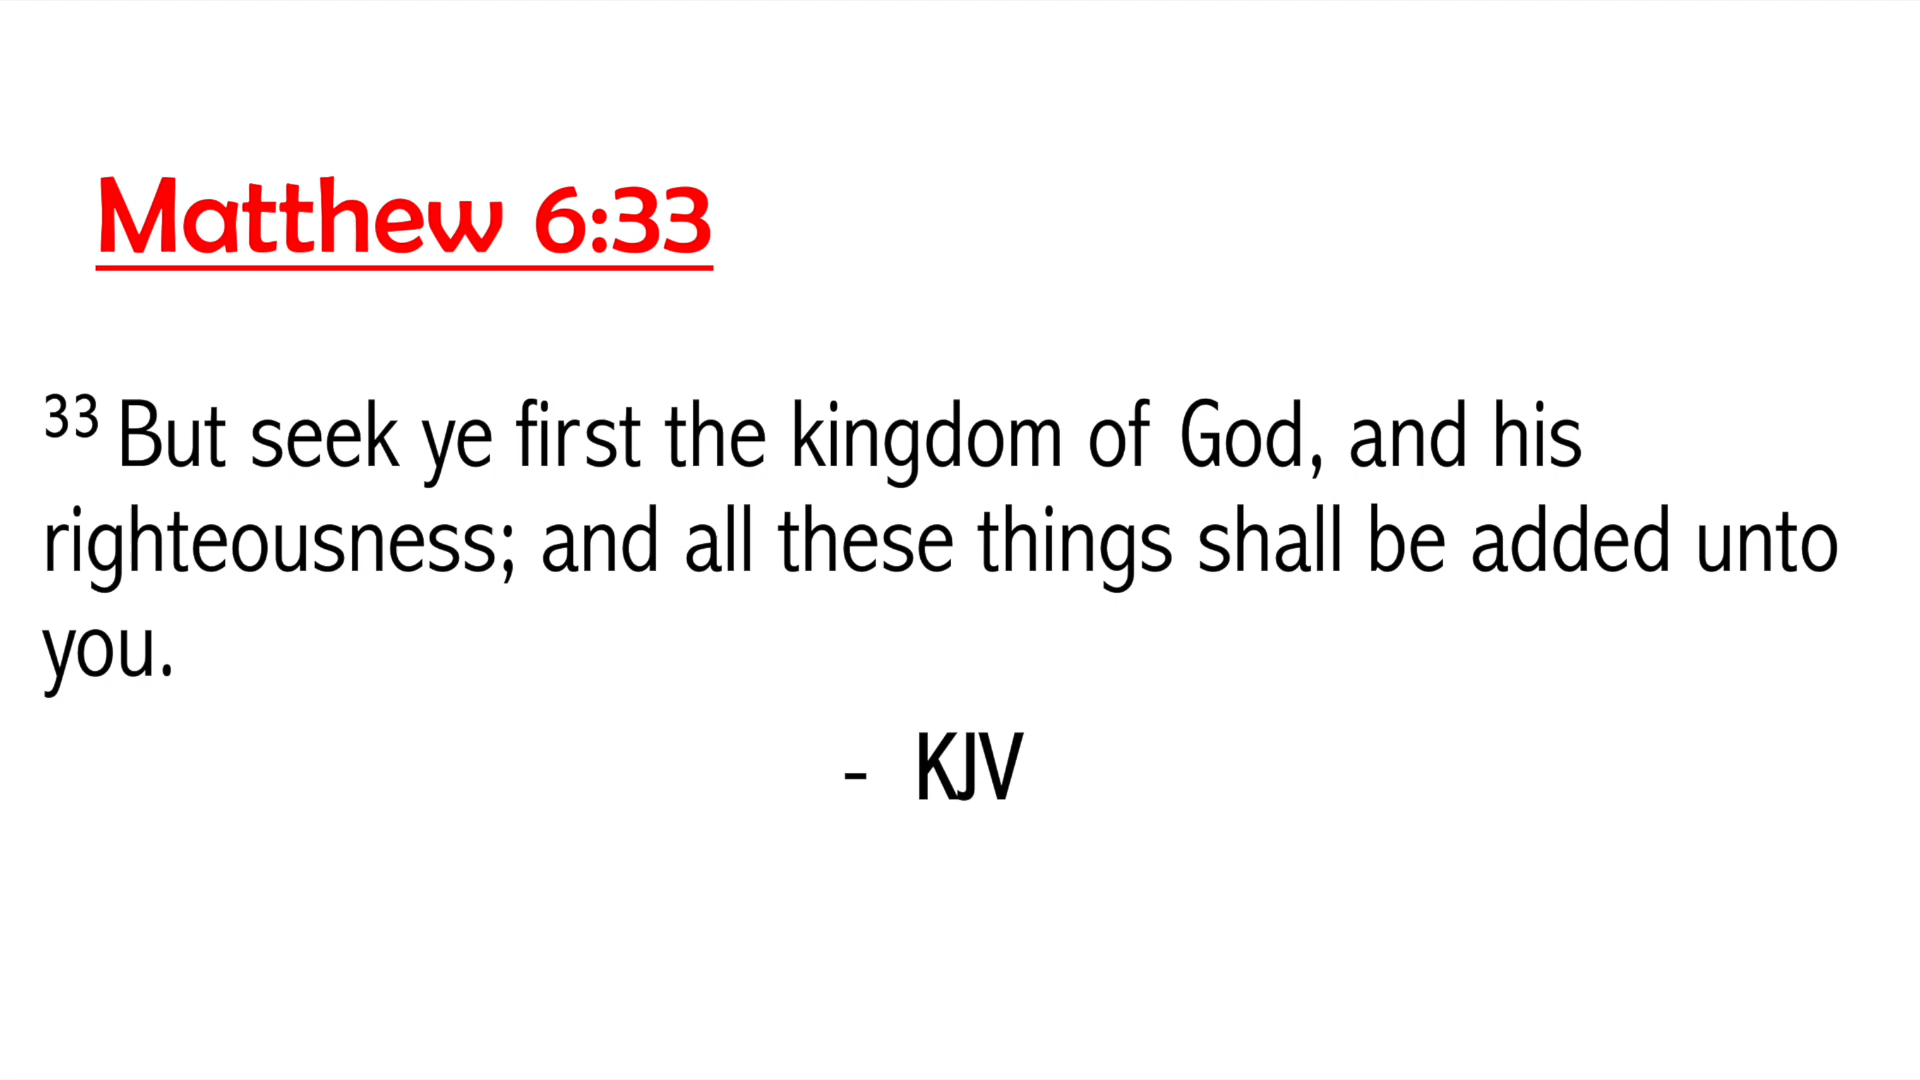 Matthew 6:33
33 But seek ye first the kingdom of God, and his
righteousness; and all these things shall be added unto
you.
- KJV